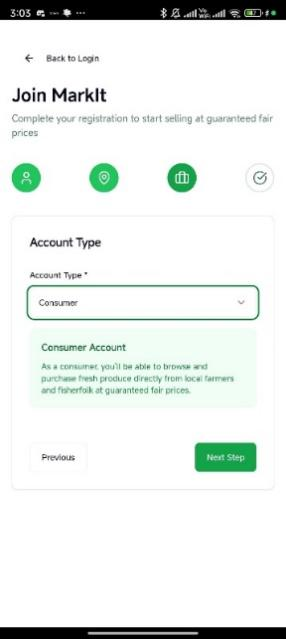 3:03
Back to Login
Join MarkIt
Complete your registration to start selling at guaranteed fair
prices
Account Type
Account Type *
Consumer
Consumer Account
As a consumer, you'll be able to browse and
purchase fresh produce directly from local farmers
and fisherfolk at guaranteed fair prices.
Previous
Next Step